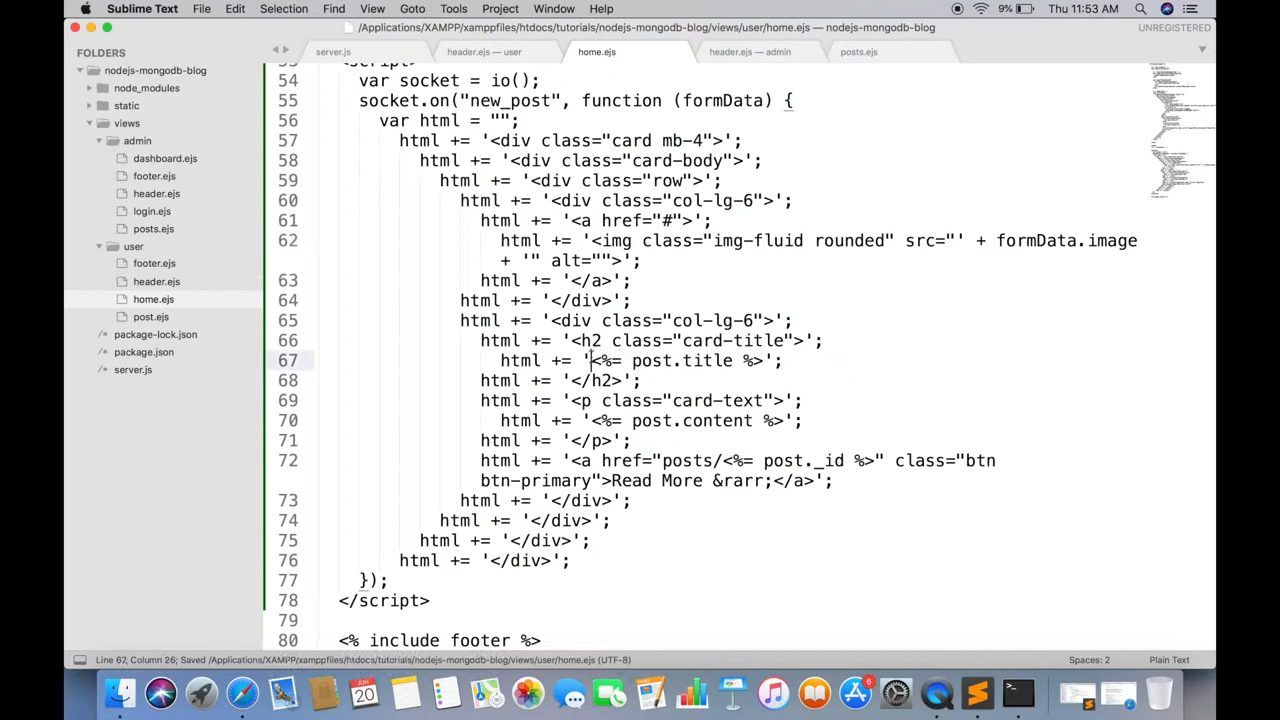 Sublime Text File Edit Selection Find View Goto Tools Project Window Help 9% Thu 11:53 AM
/Applications/XAMPP/xamppfiles/htdocs/tutorials/nodejs-mongodb-blog/views/user/home.ejs — nodejs-mongodb-blog UNREGISTERED
FOLDERS
nodejs-mongodb-blog
node_modules
static
views
admin
dashboard.ejs
footer.ejs
header.ejs
login.ejs
posts.ejs
user
footer.ejs
header.ejs
home.ejs
post.ejs
package-lock.json
package.json
server.js
server.js header.ejs — user home.ejs header.ejs — admin posts.ejs
53 <script>
54 var socket = io();
55 socket.on("new_post", function (formData) {
56 var html = "";
57 html += '<div class="card mb-4">';
58 html += '<div class="card-body">';
59 html += '<div class="row">';
60 html += '<div class="col-lg-6">';
61 html += '<a href="#">';
62 html += '<img class="img-fluid rounded" src="' + formData.image
+ '" alt="">';
63 html += '</a>';
64 html += '</div>';
65 html += '<div class="col-lg-6">';
66 html += '<h2 class="card-title">';
67 html += '<%= post.title %>';
68 html += '</h2>';
69 html += '<p class="card-text">';
70 html += '<%= post.content %>';
71 html += '</p>';
72 html += '<a href="posts/<%= post._id %>" class="btn
btn-primary">Read More &rarr;</a>';
73 html += '</div>';
74 html += '</div>';
75 html += '</div>';
76 html += '</div>';
77 });
78 </script>
79
80 <% include footer %>
Line 62, Column 26; Saved /Applications/XAMPP/xamppfiles/htdocs/tutorials/nodejs-mongodb-blog/views/user/home.ejs (UTF-8) Spaces: 2 Plain Text